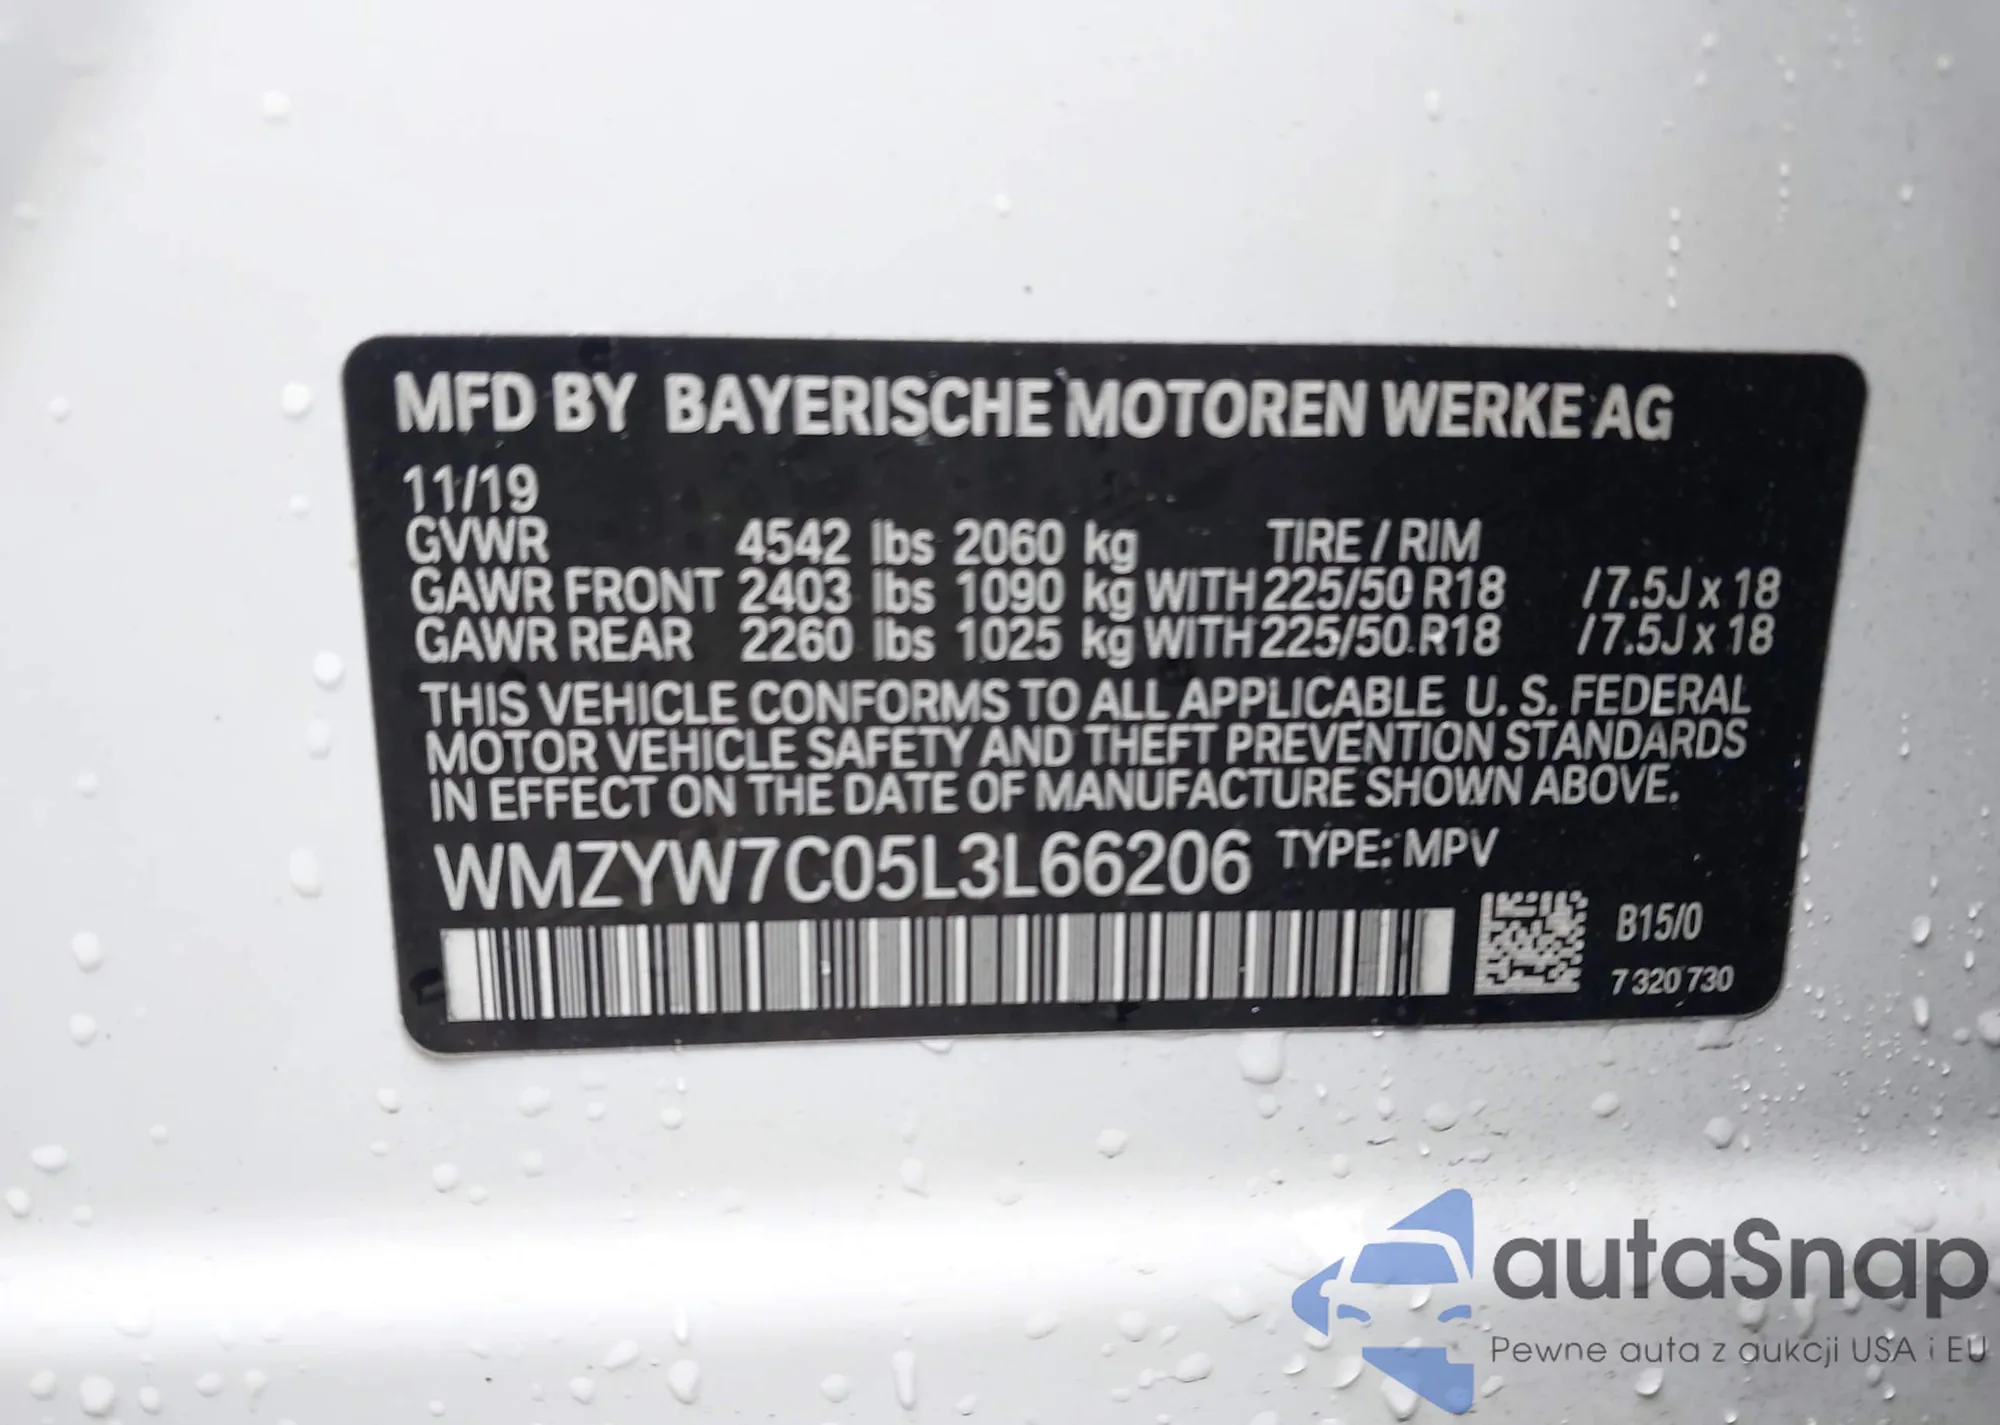 MFD BY BAYERISCHE MOTOREN WERKE AG
11/19
GVWR 4542 lbs 2060 kg TIRE / RIM
GAWR FRONT 2403 lbs 1090 kg WITH 225/50 R18 /7.5J x 18
GAWR REAR 2260 lbs 1025 kg WITH 225/50 R18 /7.5J x 18
THIS VEHICLE CONFORMS TO ALL APPLICABLE U. S. FEDERAL
MOTOR VEHICLE SAFETY AND THEFT PREVENTION STANDARDS
IN EFFECT ON THE DATE OF MANUFACTURE SHOWN ABOVE.
WMZYW7C05L3L66206 TYPE: MPV
B15/0
7 320 730
autaSnap
Pewne auta z aukcji USA i EU